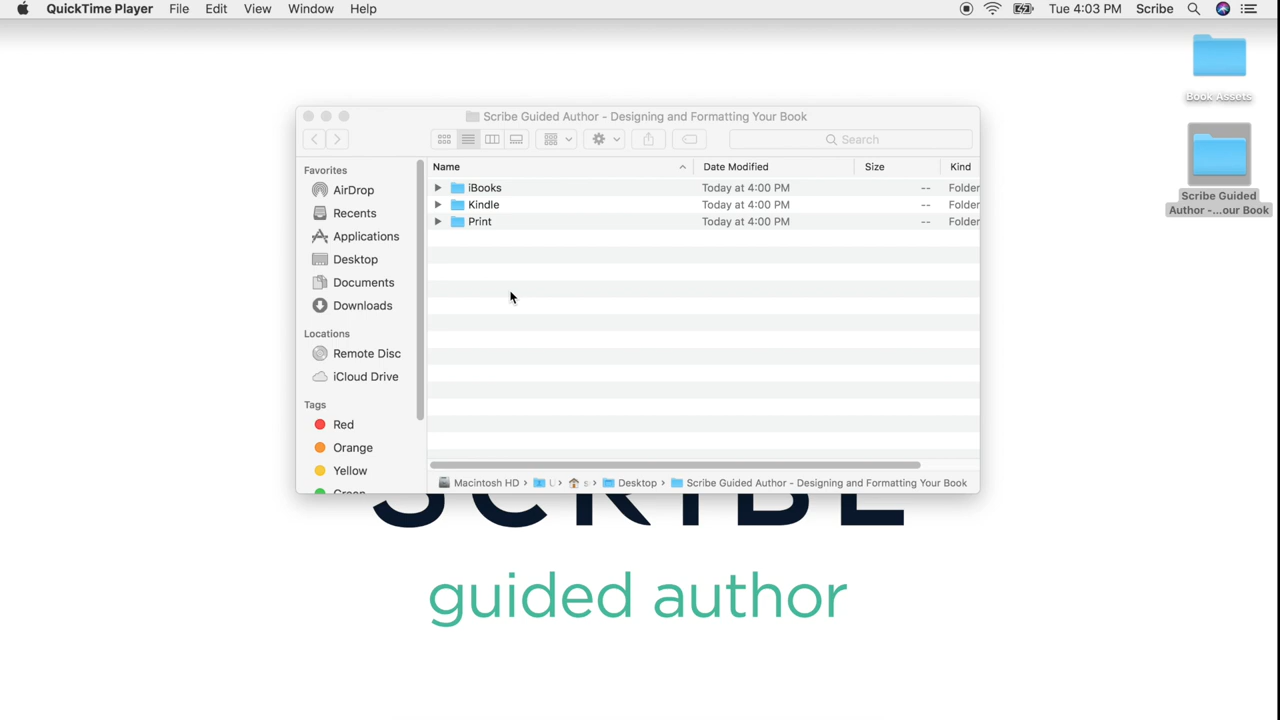 QuickTime Player File Edit View Window Help Tue 4:03 PM Scribe
Book Assets
Scribe Guided
Author -...our Book
Scribe Guided Author - Designing and Formatting Your Book
Search
Favorites
AirDrop
Recents
Applications
Desktop
Documents
Downloads
Locations
Remote Disc
iCloud Drive
Tags
Red
Orange
Yellow
Green
Name Date Modified Size Kind
iBooks Today at 4:00 PM -- Folder
Kindle Today at 4:00 PM -- Folder
Print Today at 4:00 PM -- Folder
Macintosh HD › U › s › Desktop › Scribe Guided Author - Designing and Formatting Your Book
SCRIBE
guided author